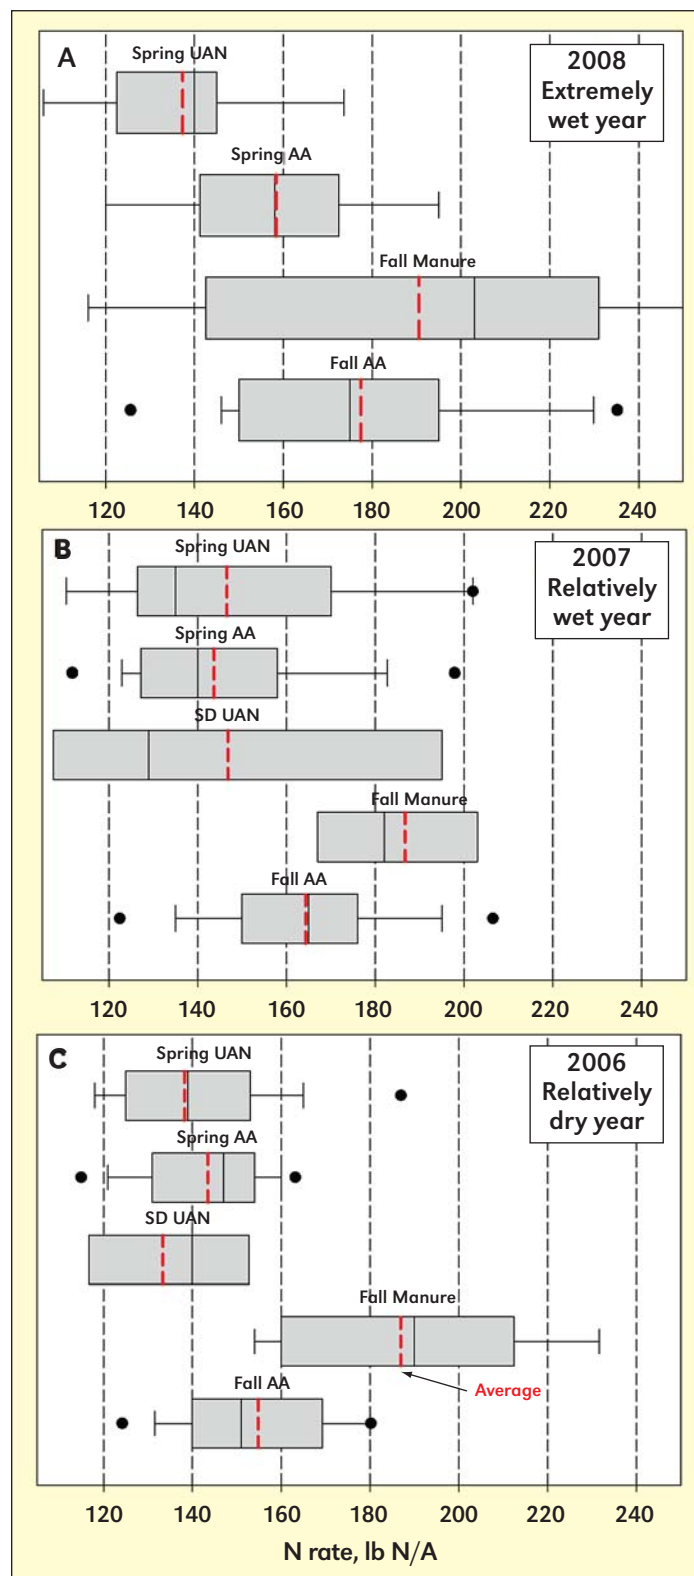 A
Spring UAN
2008
Extremely
wet year
Spring AA
Fall Manure
Fall AA
120 140 160 180 200 220 240
B
Spring UAN
2007
Relatively
wet year
Spring AA
SD UAN
Fall Manure
Fall AA
120 140 160 180 200 220 240
C
Spring UAN
2006
Relatively
dry year
Spring AA
SD UAN
Fall Manure
Average
Fall AA
120 140 160 180 200 220 240
N rate, lb N/A